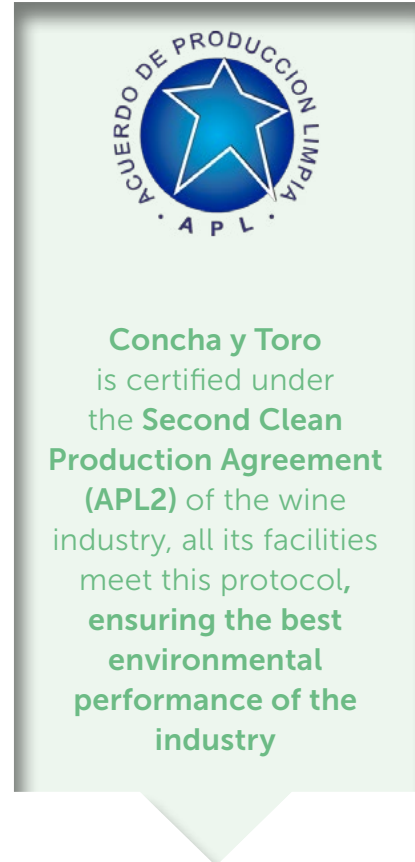 ACUERDO DE PRODUCCION LIMPIA
· APL ·
Concha y Toro
is certified under
the Second Clean
Production Agreement
(APL2) of the wine
industry, all its facilities
meet this protocol,
ensuring the best
environmental
performance of the
industry